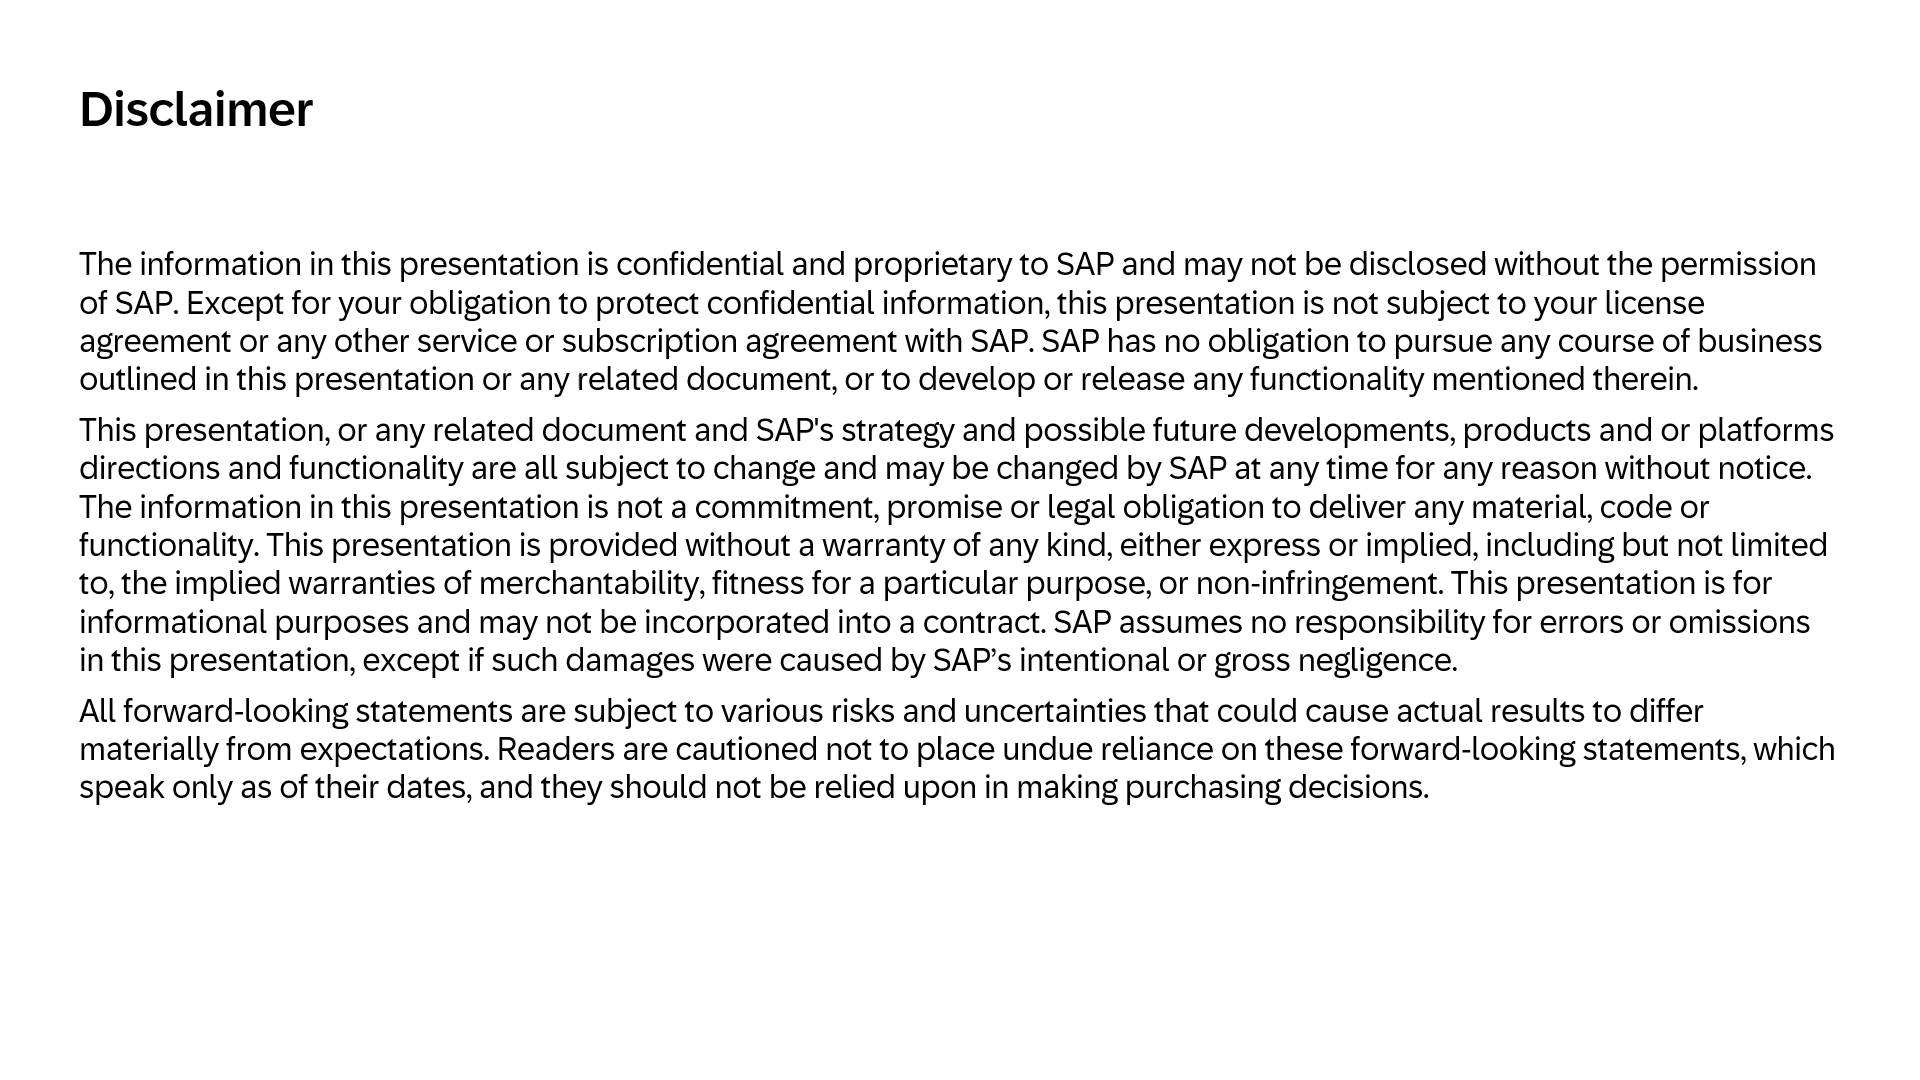 Disclaimer
The information in this presentation is confidential and proprietary to SAP and may not be disclosed without the permission
of SAP. Except for your obligation to protect confidential information, this presentation is not subject to your license
agreement or any other service or subscription agreement with SAP. SAP has no obligation to pursue any course of business
outlined in this presentation or any related document, or to develop or release any functionality mentioned therein.
This presentation, or any related document and SAP's strategy and possible future developments, products and or platforms
directions and functionality are all subject to change and may be changed by SAP at any time for any reason without notice.
The information in this presentation is not a commitment, promise or legal obligation to deliver any material, code or
functionality. This presentation is provided without a warranty of any kind, either express or implied, including but not limited
to, the implied warranties of merchantability, fitness for a particular purpose, or non-infringement. This presentation is for
informational purposes and may not be incorporated into a contract. SAP assumes no responsibility for errors or omissions
in this presentation, except if such damages were caused by SAP’s intentional or gross negligence.
All forward-looking statements are subject to various risks and uncertainties that could cause actual results to differ
materially from expectations. Readers are cautioned not to place undue reliance on these forward-looking statements, which
speak only as of their dates, and they should not be relied upon in making purchasing decisions.